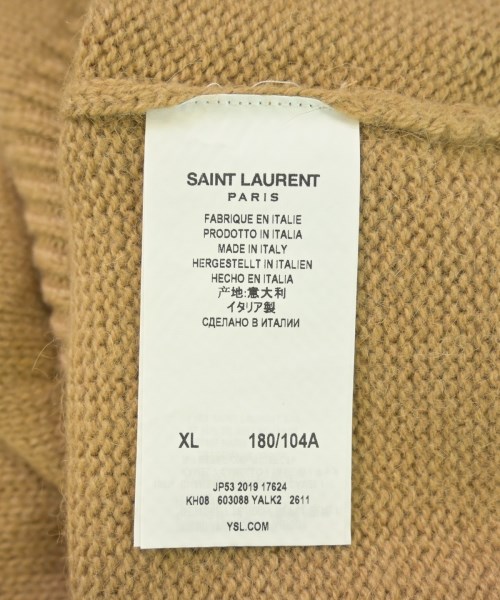 SAINT LAURENT
PARIS
FABRIQUE EN ITALIE
PRODOTTO IN ITALIA
MADE IN ITALY
HERGESTELLT IN ITALIEN
HECHO EN ITALIA
产地:意大利
イタリア製
СДЕЛАНО В ИТАЛИИ
XL 180/104A
JP53 2019 17624
KH08 603088 YALK2 2611
YSL.COM